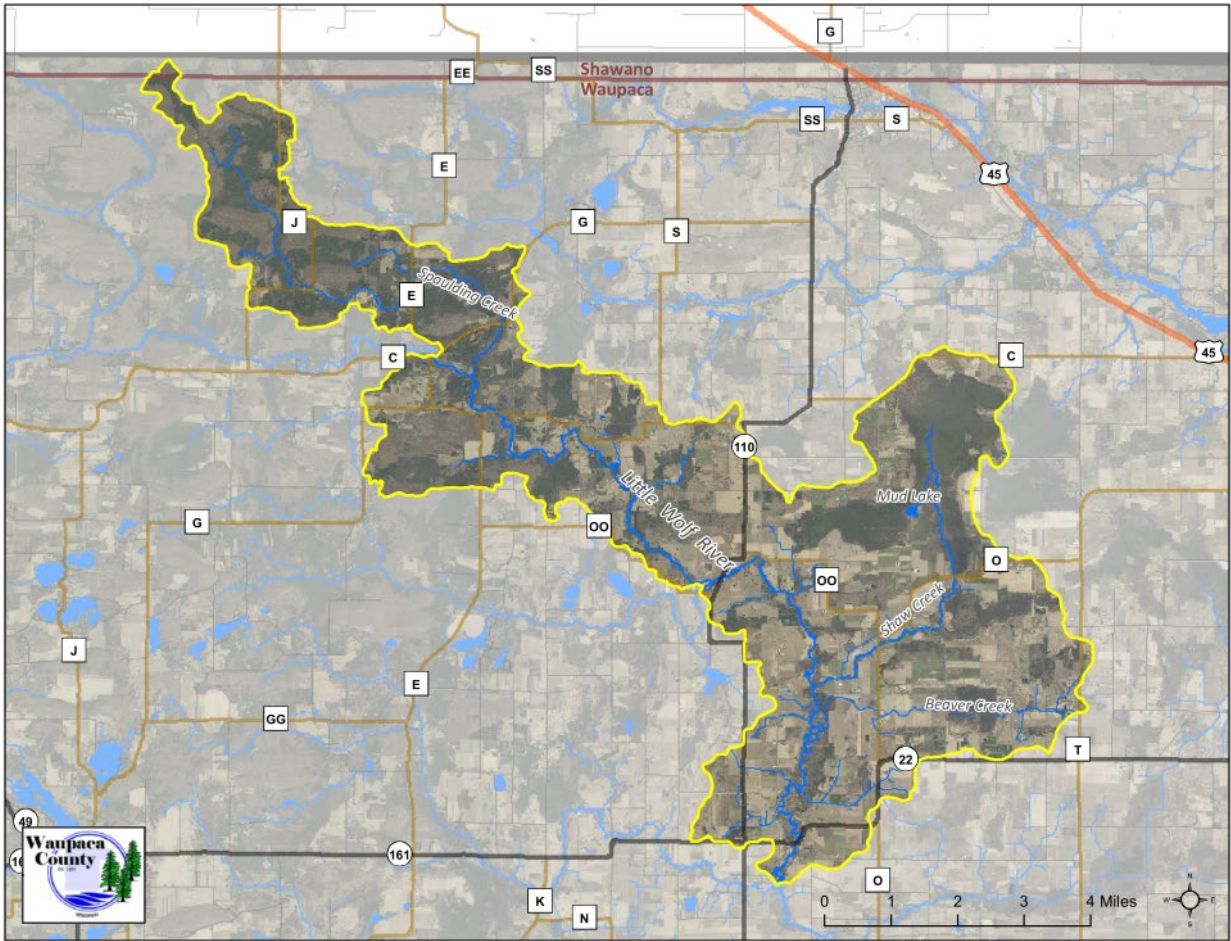 G
EE
SS
Shawano
Waupaca
SS
S
E
45
J
G
S
E
Spaulding Creek
C
C
45
110
Mud Lake
G
OO
Little Wolf River
O
OO
Shaw Creek
J
E
Beaver Creek
GG
T
22
49
Waupaca
County
Wisconsin
161
O
K
N
0 1 2 3 4 Miles
N
W E
S